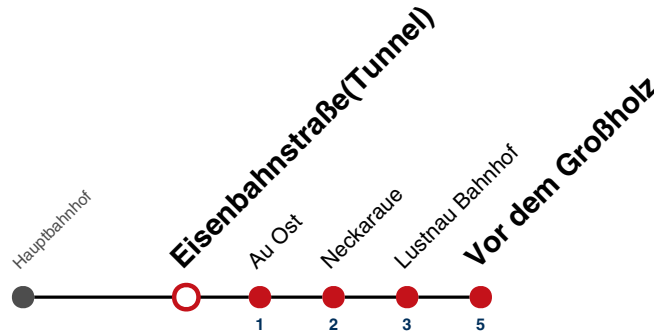 Hauptbahnhof
Eisenbahnstraße(Tunnel)
Au Ost
Neckaraue
Lustnau Bahnhof
Vor dem Großholz
1
2
3
5